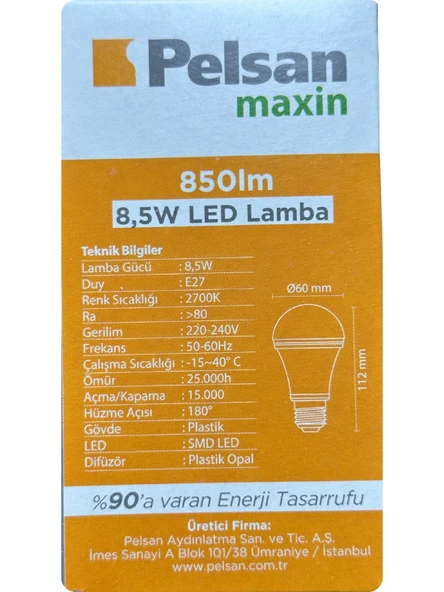 Pelsan
maxin
850lm
8,5W LED Lamba
Teknik Bilgiler
Lamba Gücü : 8,5W
Duy : E27
Renk Sıcaklığı : 2700K
Ra : >80
Gerilim : 220-240V
Frekans : 50-60Hz
Çalışma Sıcaklığı : -15~40° C
Ömür : 25.000h
Açma/Kapama : 15.000
Hüzme Açısı : 180°
Gövde : Plastik
LED : SMD LED
Difüzör : Plastik Opal
Ø60 mm
112 mm
%90'a varan Enerji Tasarrufu
Üretici Firma:
Pelsan Aydınlatma San. ve Tic. A.Ş.
İmes Sanayi A Blok 101/38 Ümraniye / İstanbul
www.pelsan.com.tr